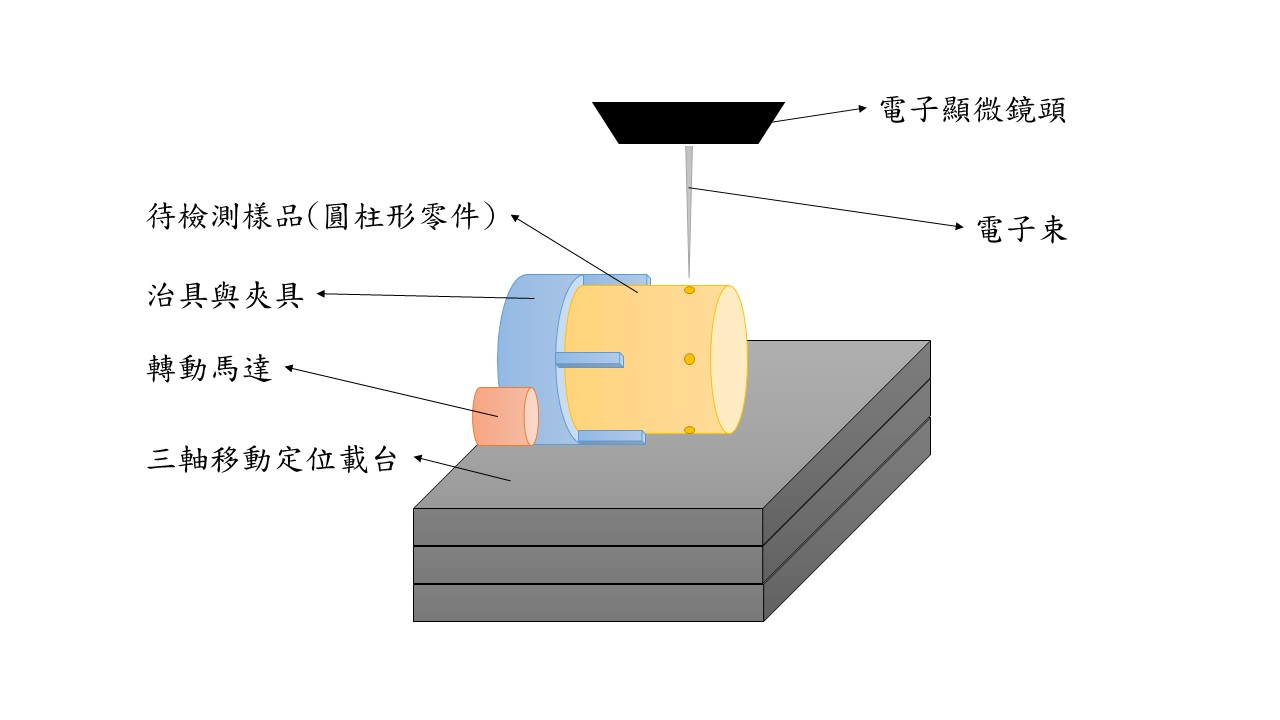 電子顯微鏡頭
待檢測樣品(圓柱形零件)
電子束
治具與夾具
轉動馬達
三軸移動定位載台